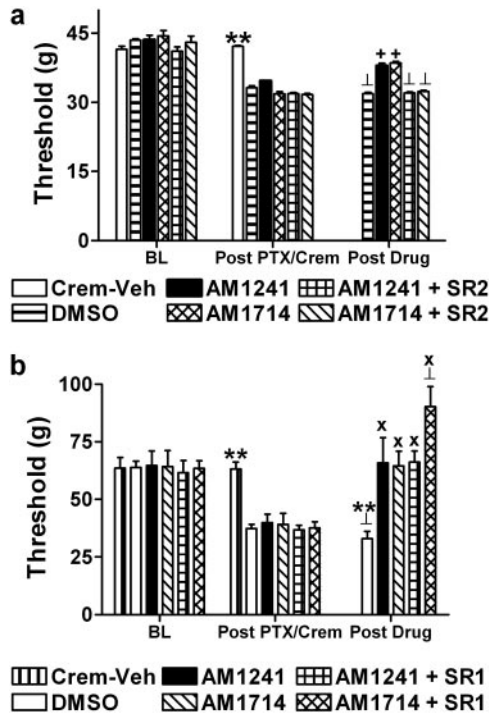 a
Threshold (g)
45
30
15
0
**
+ +
⊥ ⊥ ⊥
BL Post PTX/Crem Post Drug
Crem-Veh AM1241 AM1241 + SR2
DMSO AM1714 AM1714 + SR2
b
Threshold (g)
100
75
50
25
0
**
**
⊥
x
x x
x
⊥
BL Post PTX/Crem Post Drug
Crem-Veh AM1241 AM1241 + SR1
DMSO AM1714 AM1714 + SR1